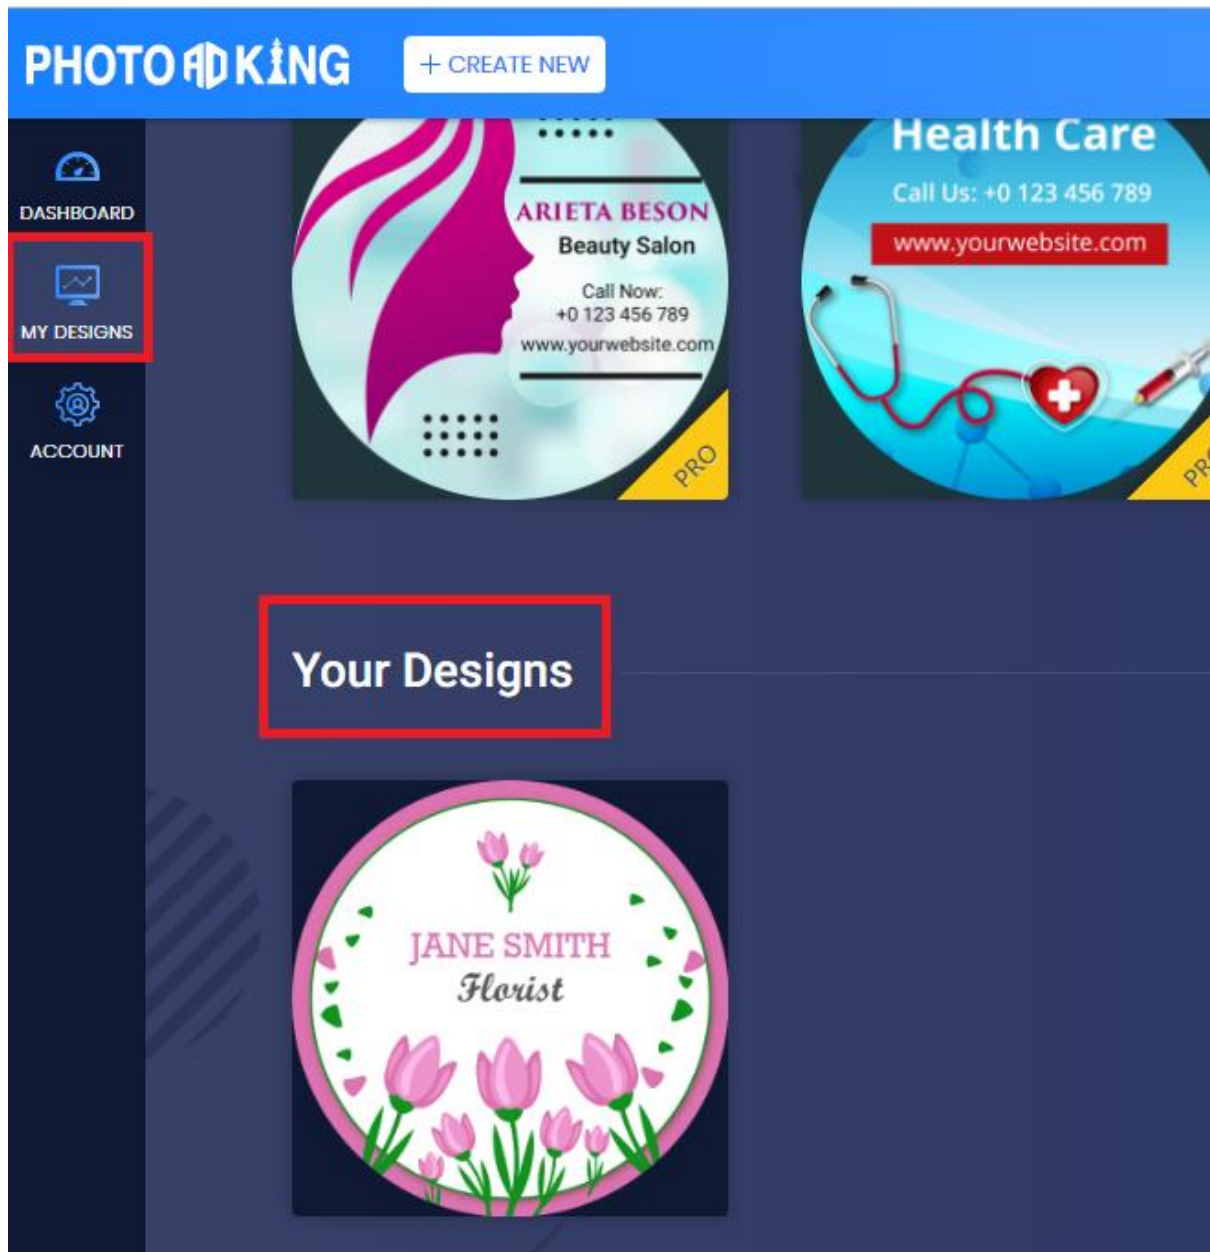 PHOTO AD KING
+ CREATE NEW
DASHBOARD
MY DESIGNS
ACCOUNT
ARIETA BESON
Beauty Salon
Call Now:
+0 123 456 789
www.yourwebsite.com
PRO
Health Care
Call Us: +0 123 456 789
www.yourwebsite.com
PRO
Your Designs
JANE SMITH
Florist